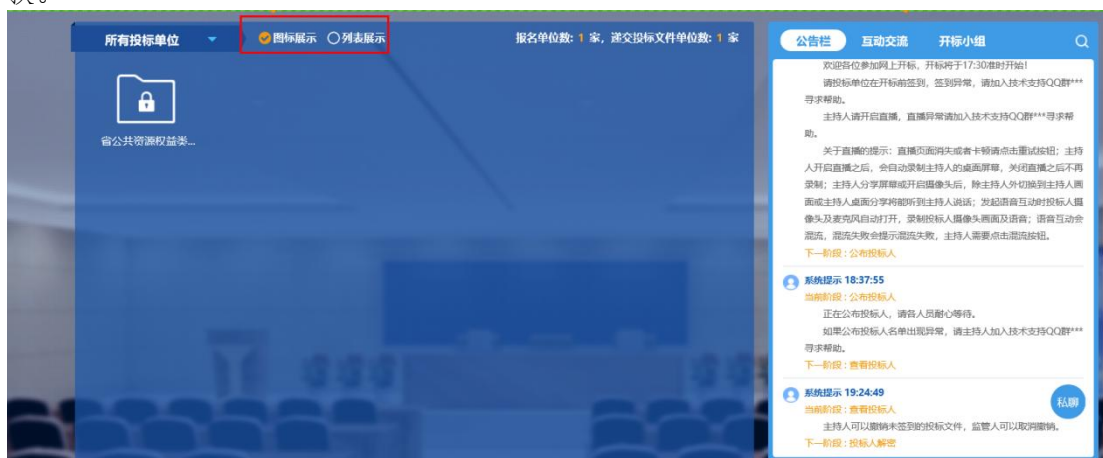 所有投标单位
图标展示 列表展示
报名单位数: 1 家, 递交投标文件单位数: 1 家
省公共资源权益类...
公告栏 互动交流 开标小组
欢迎各位参加网上开标, 开标将于17:30准时开始!
请投标单位在开标前签到, 签到异常, 请加入技术支持QQ群***
寻求帮助。
主持人请开启直播, 直播异常请加入技术支持QQ群***寻求帮
助。
关于直播的提示: 直播页面消失或者卡顿请点击重试按钮; 主持
人开启直播之后, 会自动录制主持人的桌面屏幕, 关闭直播之后不再
录制; 主持人分享屏幕或开启摄像头后, 除主持人外切换到主持人画
面或主持人桌面分享将能听到主持人说话; 发起语音互动时投标人摄
像头及麦克风自动打开, 录制投标人摄像头画面及语音; 语音互动会
混流, 混流失败会提示混流失败, 主持人需要点击混流按钮。
下一阶段 : 公布投标人
系统提示 18:37:55
当前阶段 : 公布投标人
正在公布投标人, 请各人员耐心等待。
如果公布投标人名单出现异常, 请主持人加入技术支持QQ群***
寻求帮助。
下一阶段 : 查看投标人
系统提示 19:24:49
当前阶段 : 查看投标人
主持人可以撤销未签到的投标文件, 监管人可以取消撤销。
下一阶段 : 投标人解密
私聊